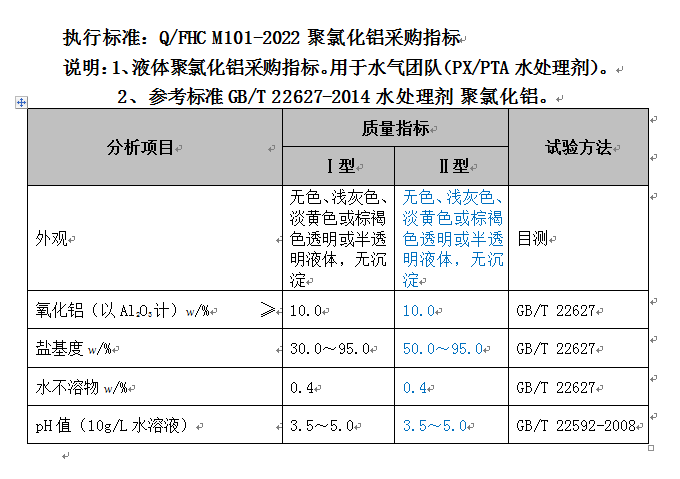 执行标准：Q/FHC M101-2022 聚氯化铝采购指标
说明：1、液体聚氯化铝采购指标。用于水气团队（PX/PTA 水处理剂）。
2、参考标准 GB/T 22627-2014 水处理剂 聚氯化铝。
分析项目 质量指标 试验方法
Ⅰ型 Ⅱ型
外观 无色、浅灰色、淡黄色或棕褐色透明或半透明液体，无沉淀 无色、浅灰色、淡黄色或棕褐色透明或半透明液体，无沉淀 目测
氧化铝（以 Al₂O₃计）w/% ≥ 10.0 10.0 GB/T 22627
盐基度 w/% 30.0～95.0 50.0～95.0 GB/T 22627
水不溶物 w/% 0.4 0.4 GB/T 22627
pH 值（10g/L 水溶液） 3.5～5.0 3.5～5.0 GB/T 22592-2008